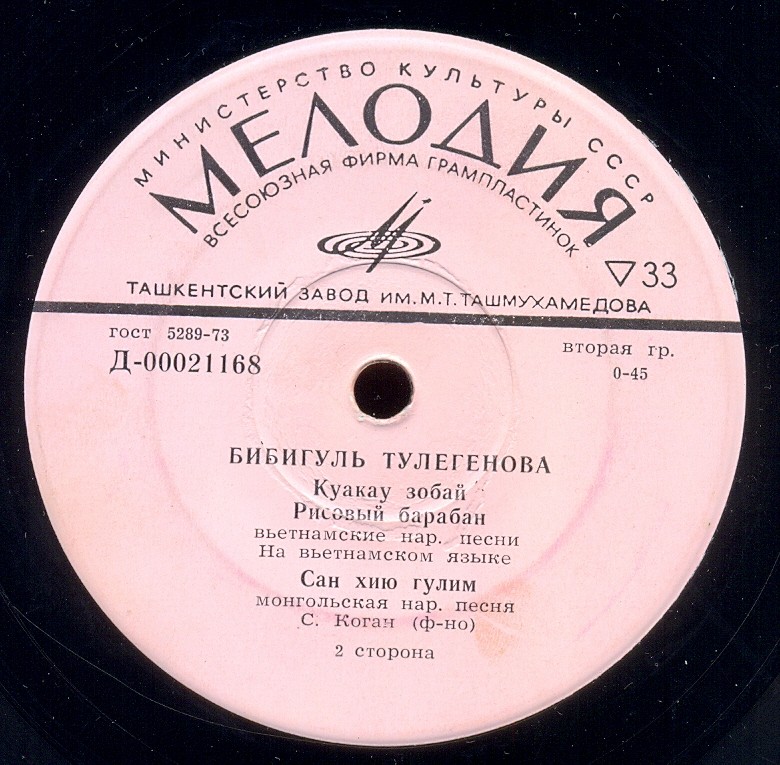 МИНИСТЕРСТВО КУЛЬТУРЫ СССР
МЕЛОДИЯ
ВСЕСОЮЗНАЯ ФИРМА ГРАМПЛАСТИНОК
▽33
ТАШКЕНТСКИЙ ЗАВОД ИМ. М.Т. ТАШМУХАМЕДОВА
гост 5289-73
Д-00021168
вторая гр.
0-45
БИБИГУЛЬ ТУЛЕГЕНОВА
Куакау зобай
Рисовый барабан
вьетнамские нар. песни
На вьетнамском языке
Сан хию гулим
монгольская нар. песня
С. Коган (ф-но)
2 сторона